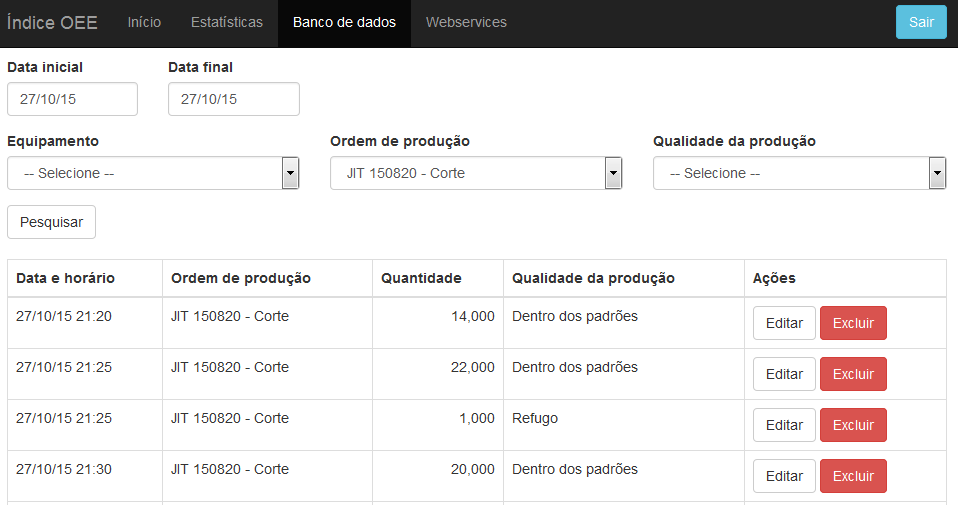 Índice OEE Início Estatísticas Banco de dados Webservices Sair
Data inicial Data final
27/10/15 27/10/15
Equipamento Ordem de produção Qualidade da produção
-- Selecione -- JIT 150820 - Corte -- Selecione --
Pesquisar
Data e horário Ordem de produção Quantidade Qualidade da produção Ações
27/10/15 21:20 JIT 150820 - Corte 14,000 Dentro dos padrões Editar Excluir
27/10/15 21:25 JIT 150820 - Corte 22,000 Dentro dos padrões Editar Excluir
27/10/15 21:25 JIT 150820 - Corte 1,000 Refugo Editar Excluir
27/10/15 21:30 JIT 150820 - Corte 20,000 Dentro dos padrões Editar Excluir